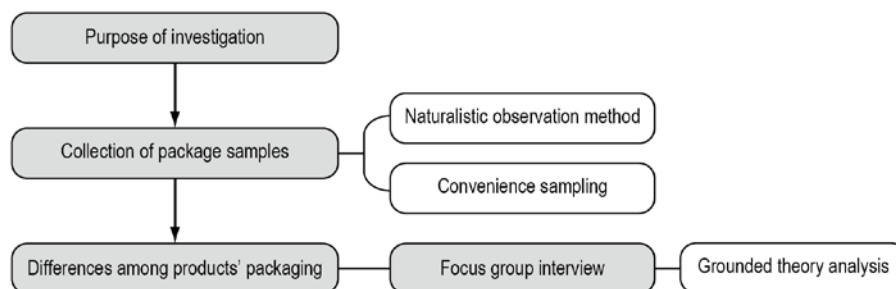 Purpose of investigation
Naturalistic observation method
Collection of package samples
Convenience sampling
Differences among products' packaging
Focus group interview
Grounded theory analysis